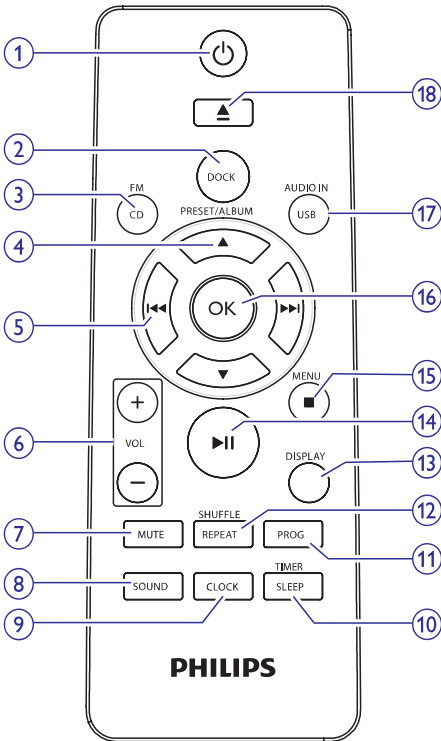 1
18
2
DOCK
FM
3
CD
AUDIO IN
USB
17
PRESET/ALBUM
4
OK
16
5
MENU
15
6
VOL
14
DISPLAY
13
SHUFFLE
12
7
MUTE
REPEAT
PROG
11
TIMER
8
SOUND
CLOCK
SLEEP
9
10
PHILIPS